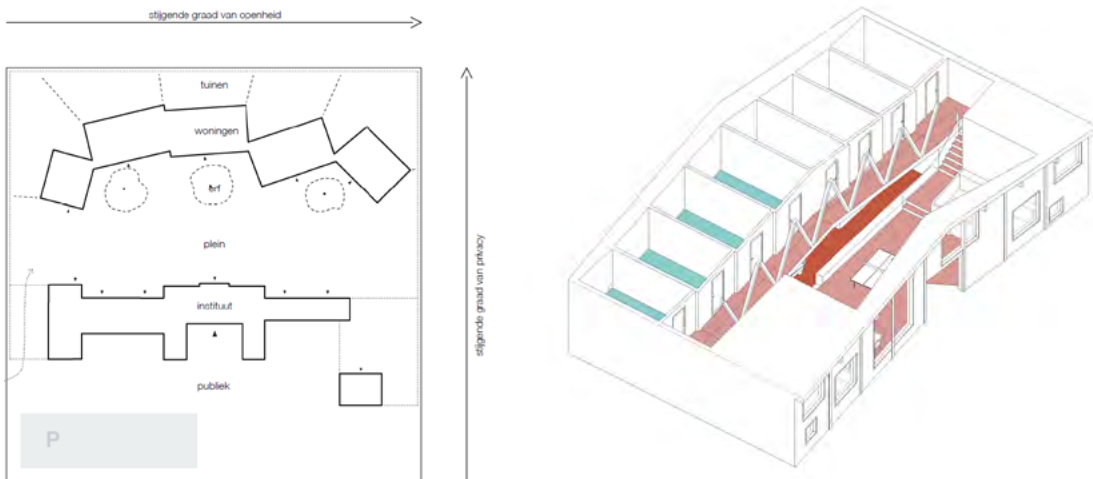 stijgende graad van openheid
tuinen
woningen
erf
plein
instituut
publiek
P
stijgende graad van privacy